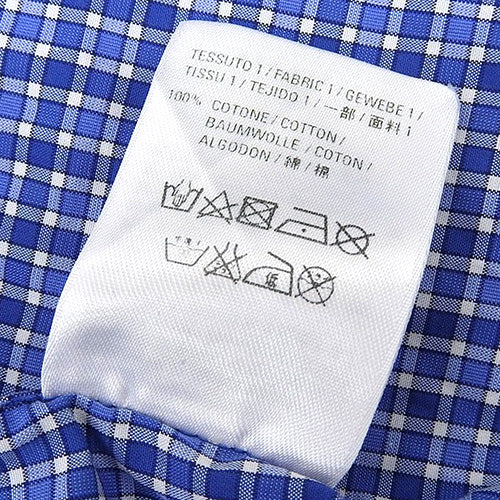 TESSUTO 1 / FABRIC 1 / GEWEBE 1 /
TISSU 1 / TEJIDO 1 / 一部 / 面料 1
100% COTONE / COTTON /
BAUMWOLLE / COTON /
ALGODON / 綿 / 棉
低